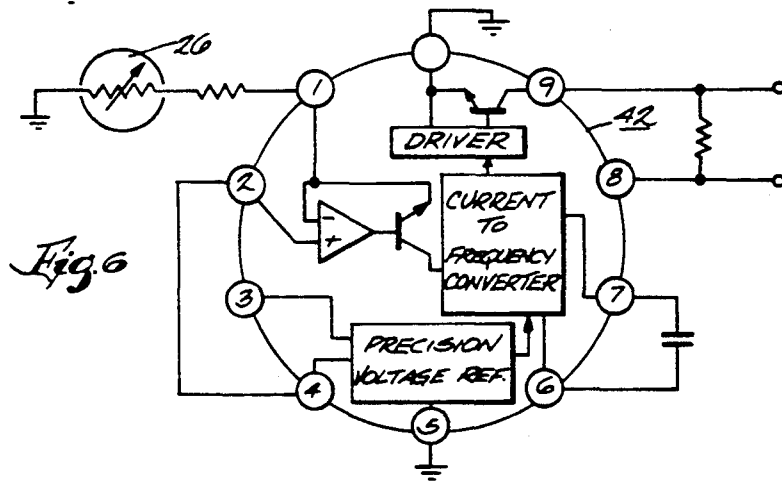 26
1
9
42
DRIVER
2
8
CURRENT
TO
FREQUENCY
CONVERTER
-
+
Fig. 6
3
7
PRECISION
VOLTAGE REF.
4
6
5